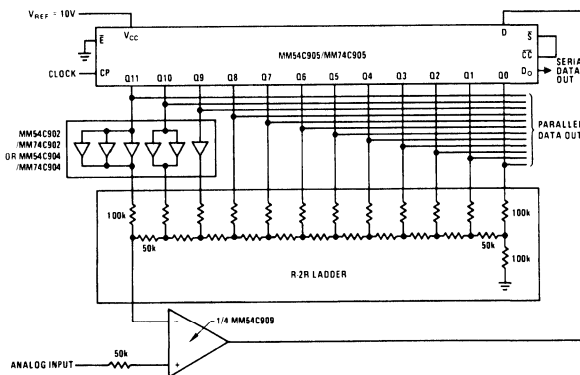 VREF = 10V
E
VCC
D
S
MM54C905/MM74C905
CC
CLOCK
CP
DO
SERIAL
DATA
OUT
Q11 Q10 Q9 Q8 Q7 Q6 Q5 Q4 Q3 Q2 Q1 Q0
MM54C902
/MM74C902
OR MM54C904
/MM74C904
PARALLEL
DATA OUT
100k
100k
50k
50k
100k
R-2R LADDER
1/4 MM54C909
-
+
50k
ANALOG INPUT